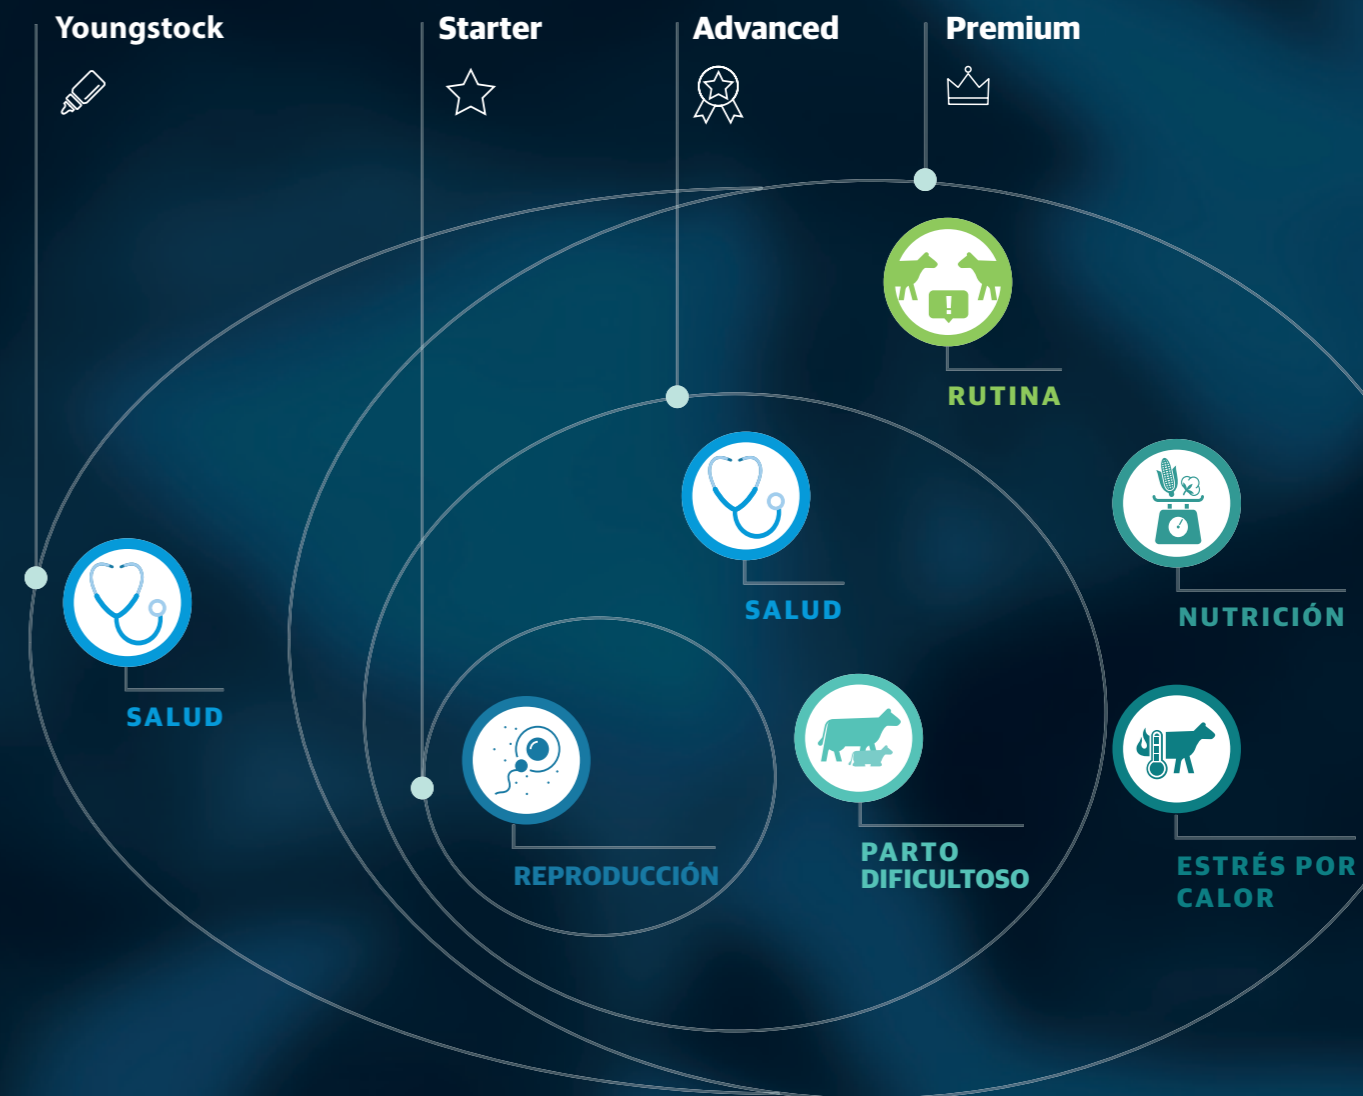 Youngstock
Starter
Advanced
Premium
!
RUTINA
SALUD
NUTRICIÓN
SALUD
REPRODUCCIÓN
PARTO
DIFICULTOSO
ESTRÉS POR
CALOR